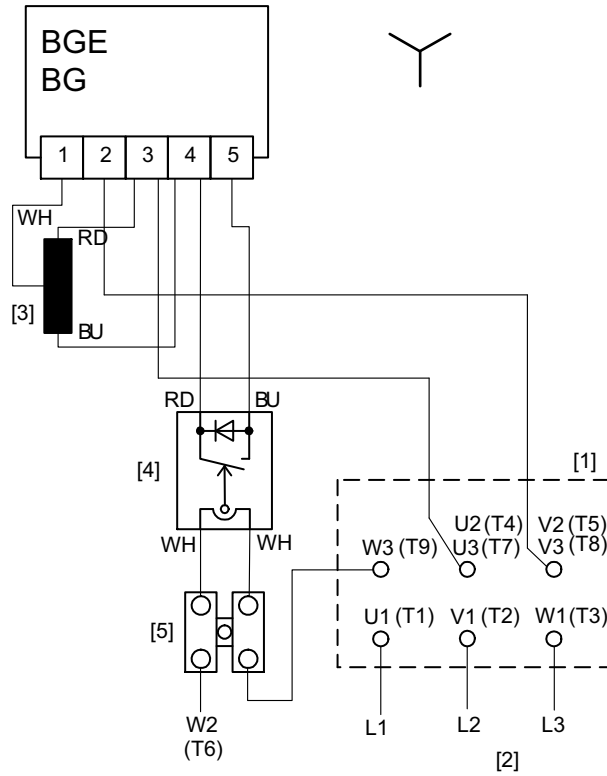 BGE
BG
1 2 3 4 5
WH
RD
[3]
BU
RD BU
[4]
[1]
WH WH
U2 (T4) V2 (T5)
W3 (T9) U3 (T7) V3 (T8)
[5]
U1 (T1) V1 (T2) W1 (T3)
W2
(T6)
L1 L2 L3
[2]